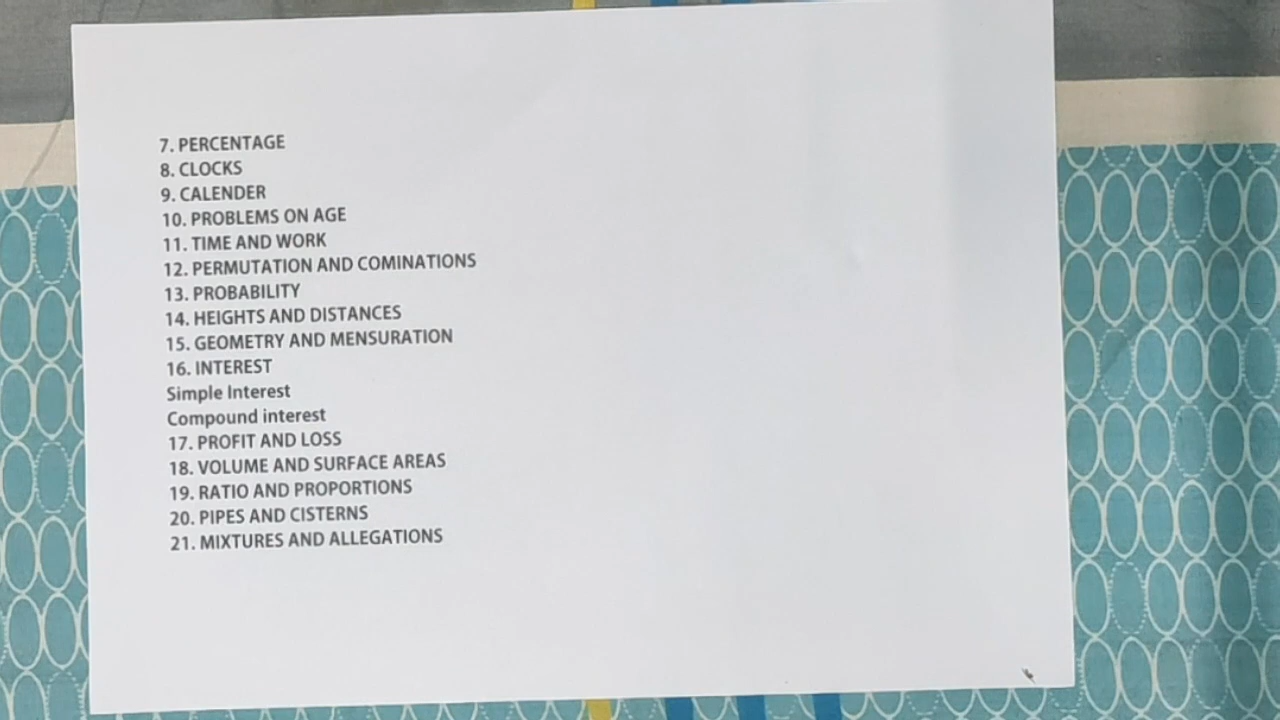 7. PERCENTAGE
8. CLOCKS
9. CALENDER
10. PROBLEMS ON AGE
11. TIME AND WORK
12. PERMUTATION AND COMINATIONS
13. PROBABILITY
14. HEIGHTS AND DISTANCES
15. GEOMETRY AND MENSURATION
16. INTEREST
Simple Interest
Compound interest
17. PROFIT AND LOSS
18. VOLUME AND SURFACE AREAS
19. RATIO AND PROPORTIONS
20. PIPES AND CISTERNS
21. MIXTURES AND ALLEGATIONS